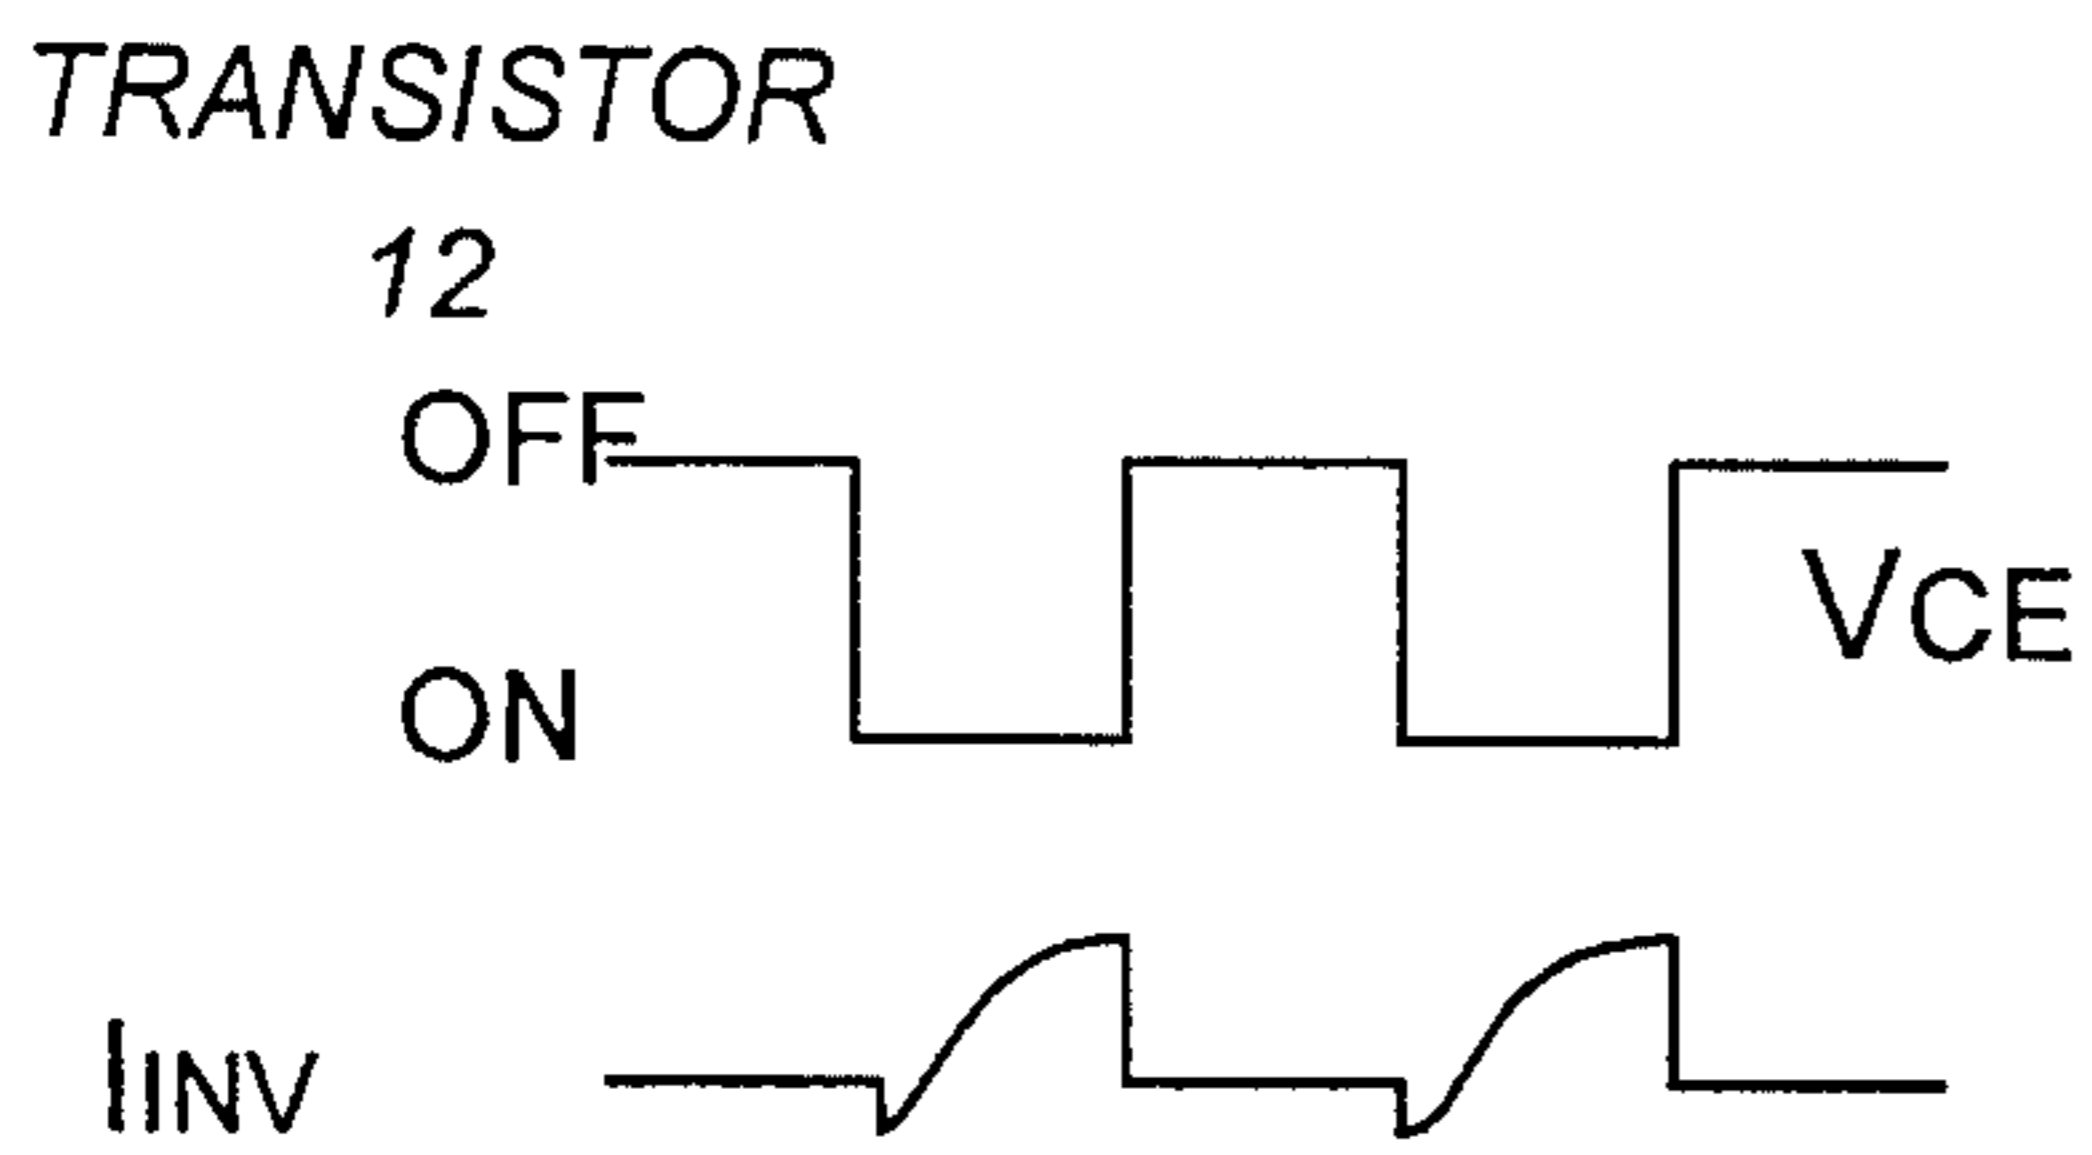 TRANSISTOR
12
OFF
VCE
ON
IINV